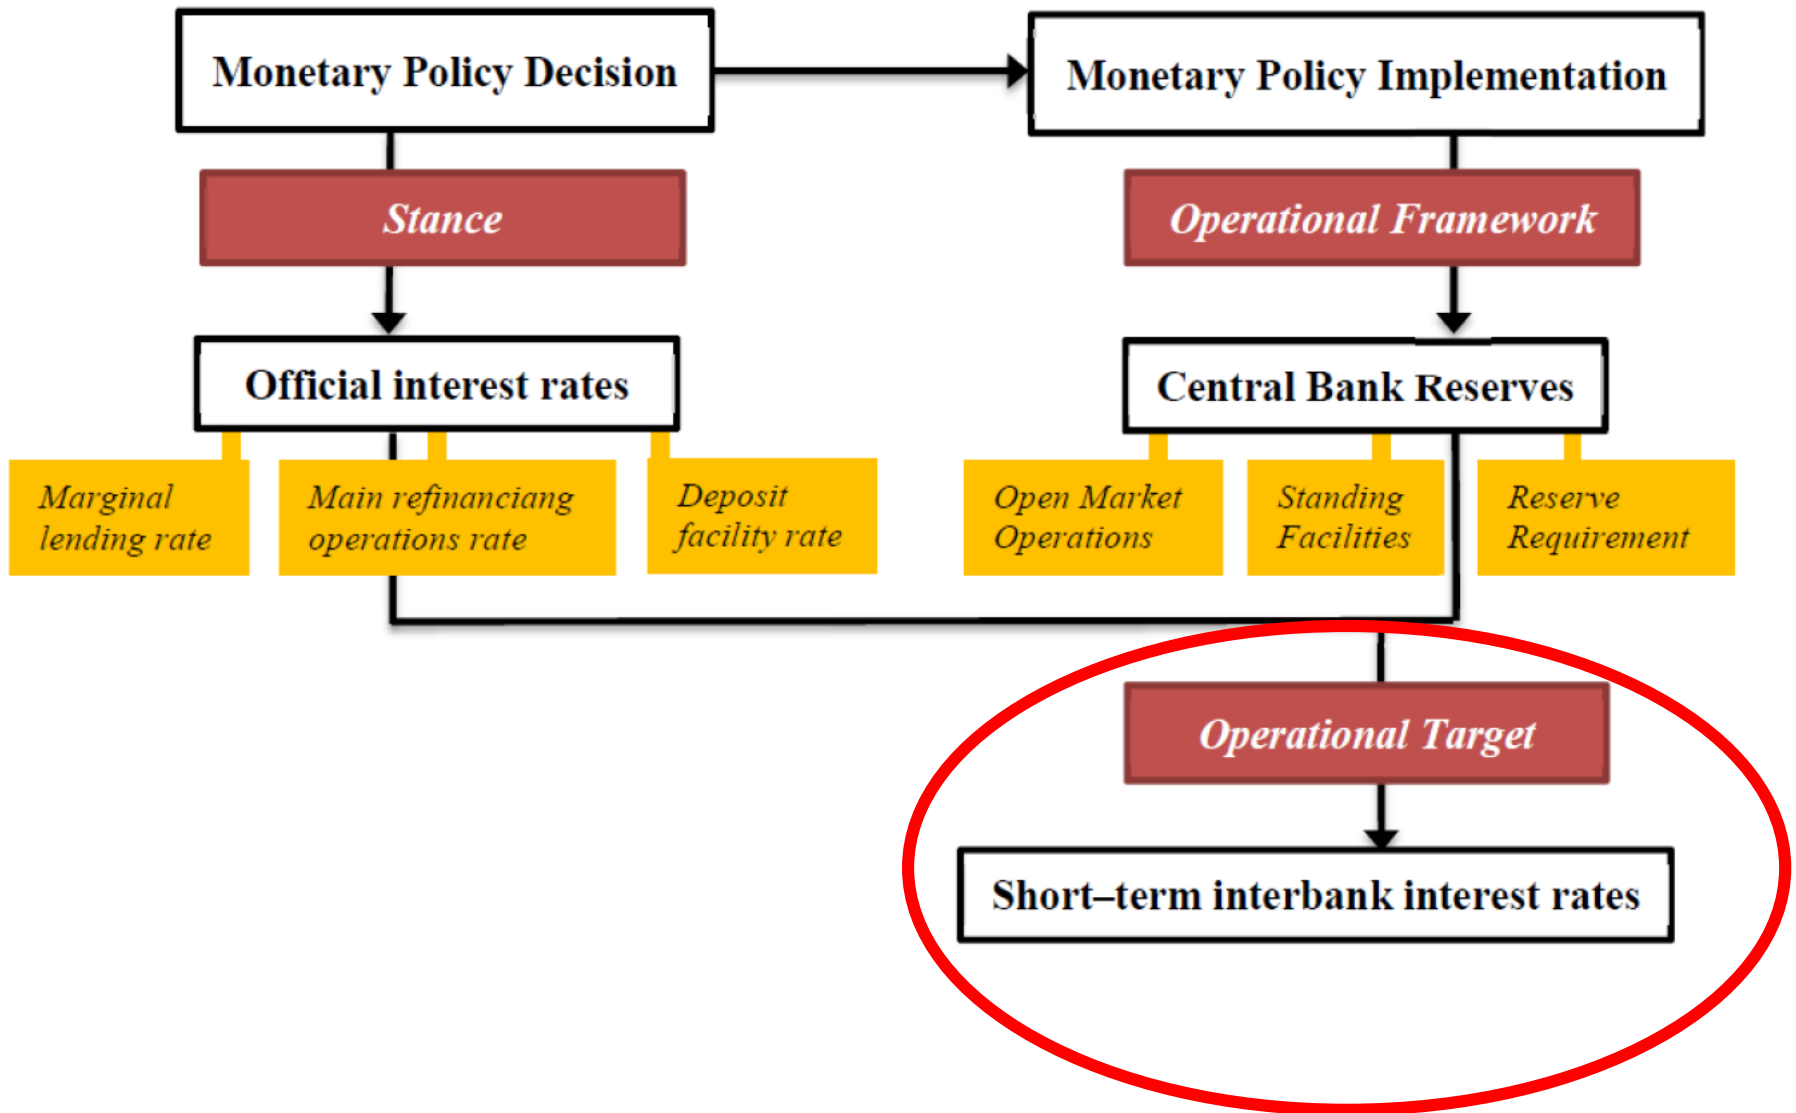 Monetary Policy Decision
Monetary Policy Implementation
Stance
Operational Framework
Official interest rates
Central Bank Reserves
Marginal
lending rate
Main refinanciang
operations rate
Deposit
facility rate
Open Market
Operations
Standing
Facilities
Reserve
Requirement
Operational Target
Short–term interbank interest rates